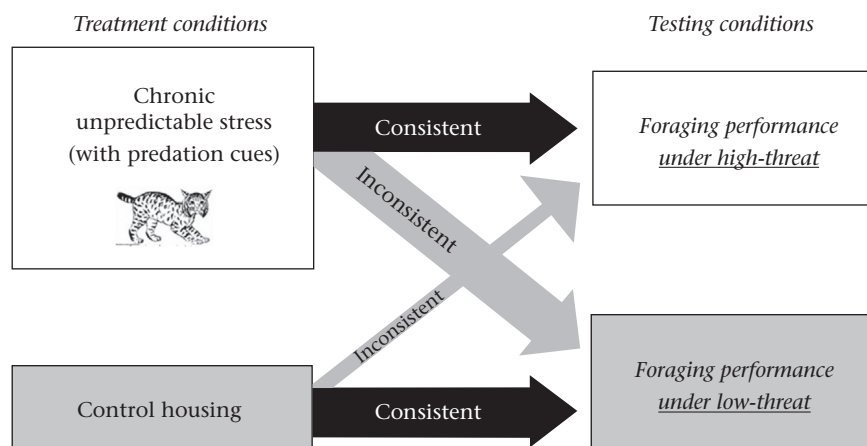 Treatment conditions
Testing conditions
Chronic
unpredictable stress
(with predation cues)
Consistent
Foraging performance
under high-threat
Inconsistent
Inconsistent
Control housing
Consistent
Foraging performance
under low-threat